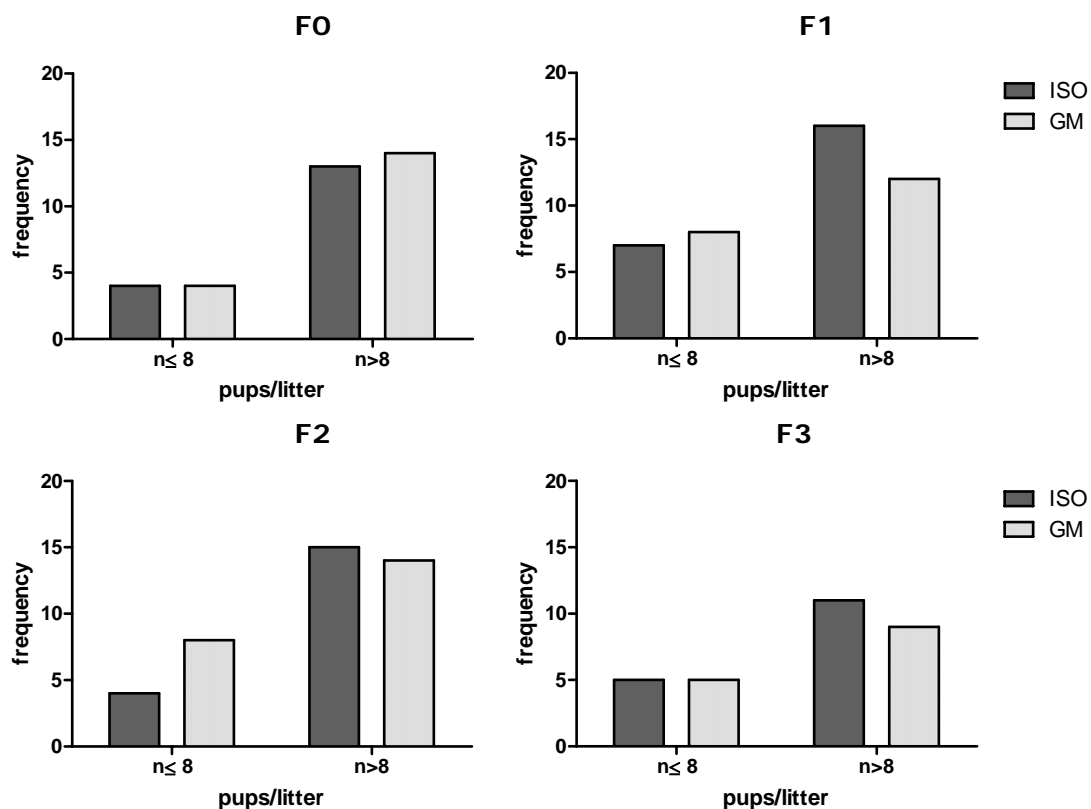 F0
20
15
10
5
0
frequency
n≤ 8
n>8
pups/litter
F1
20
15
10
5
0
frequency
n≤ 8
n>8
pups/litter
ISO
GM
F2
20
15
10
5
0
frequency
n≤ 8
n>8
pups/litter
F3
20
15
10
5
0
frequency
n≤ 8
n>8
pups/litter
ISO
GM